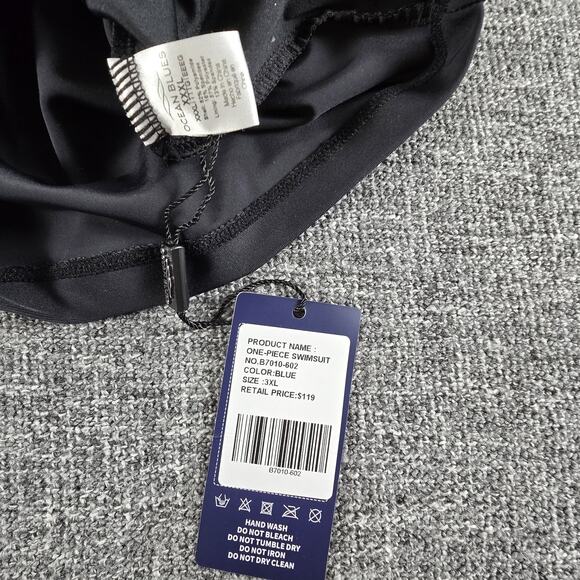 OCEAN BLUES
PRODUCT NAME :
ONE-PIECE SWIMSUIT
NO.B7010-602
COLOR:BLUE
SIZE :3XL
RETAIL PRICE:$119
B7010-602
HAND WASH
DO NOT BLEACH
DO NOT TUMBLE DRY
DO NOT IRON
DO NOT DRY CLEAN